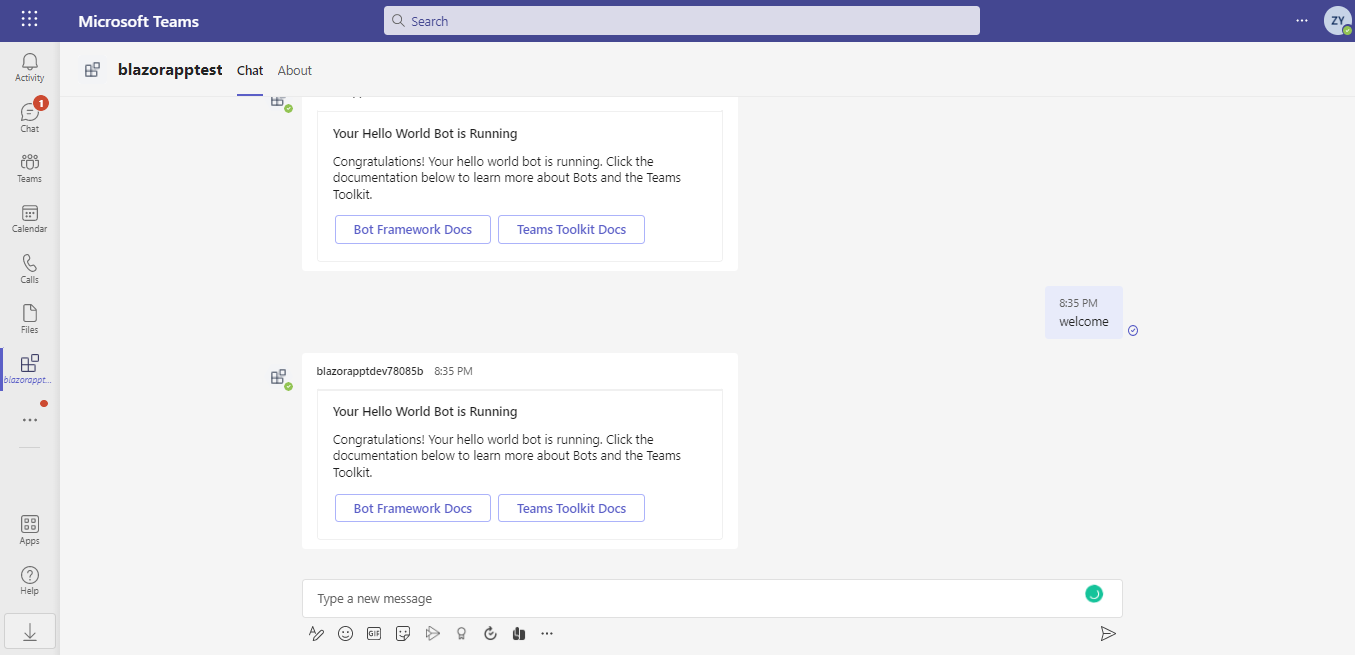 Microsoft Teams
Search
ZY
Activity
1
Chat
Teams
Calendar
Calls
Files
blazorappt...
Apps
Help
blazorapptest
Chat
About
Your Hello World Bot is Running
Congratulations! Your hello world bot is running. Click the
documentation below to learn more about Bots and the Teams
Toolkit.
Bot Framework Docs
Teams Toolkit Docs
8:35 PM
welcome
blazorapptdev78085b 8:35 PM
Your Hello World Bot is Running
Congratulations! Your hello world bot is running. Click the
documentation below to learn more about Bots and the Teams
Toolkit.
Bot Framework Docs
Teams Toolkit Docs
Type a new message
GIF